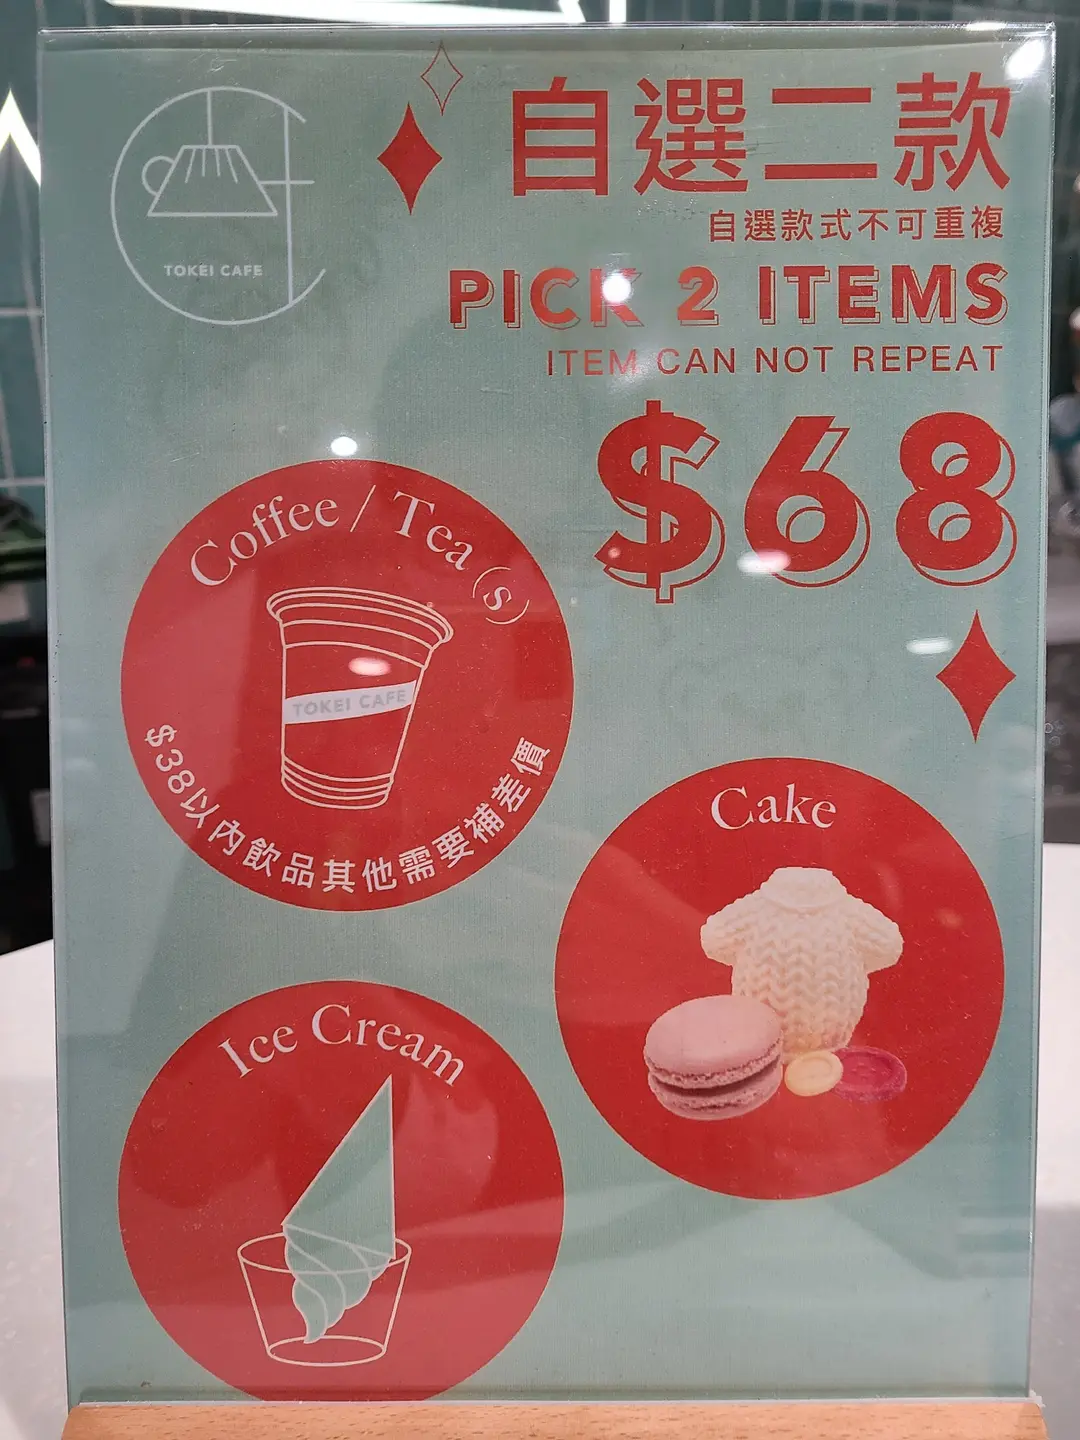 TOKEI CAFE
自選二款
自選款式不可重複
PICK 2 ITEMS
ITEM CAN NOT REPEAT
$68
Coffee / Tea (s)
TOKEI CAFE
$38以內飲品其他需要補差價
Cake
Ice Cream